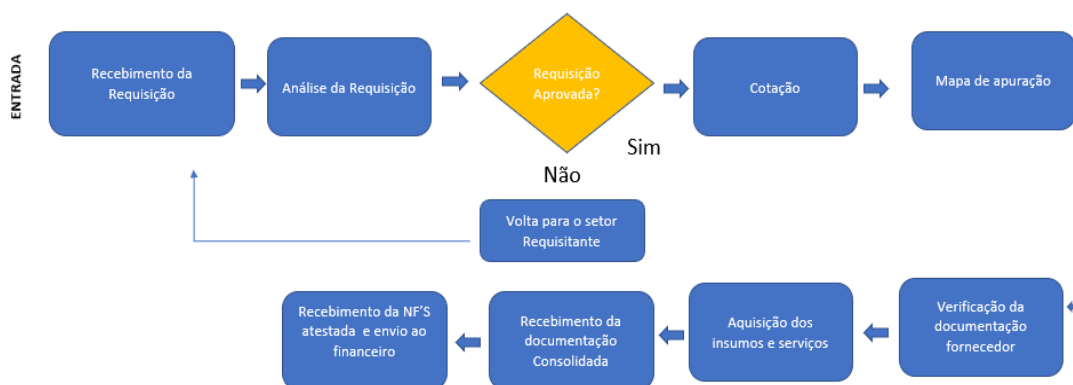 ENTRADA
Recebimento da
Requisição
Análise da Requisição
Requisição
Aprovada?
Cotação
Mapa de apuração
Sim
Não
Volta para o setor
Requisitante
Verificação da
documentação
fornecedor
Aquisição dos
insumos e serviços
Recebimento da
documentação
Consolidada
Recebimento da NF'S
atestada e envio ao
financeiro